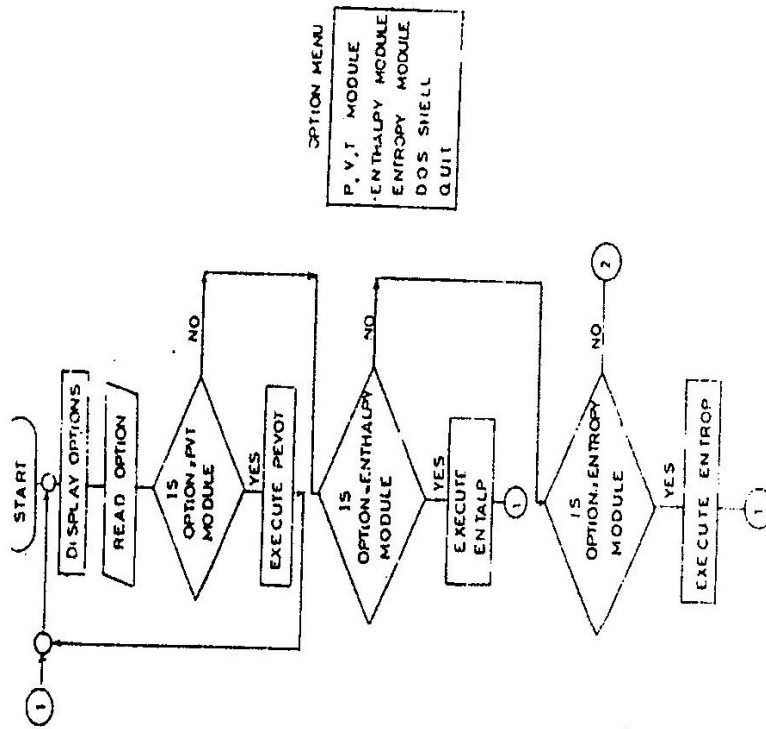 START
1
DISPLAY OPTIONS
READ OPTION
IS
OPTION = PVT
MODULE
NO
YES
EXECUTE PEVOT
IS
OPTION = ENTHALPY
MODULE
NO
YES
EXECUTE
ENTALP
1
IS
OPTION = ENTROPY
MODULE
NO
2
YES
EXECUTE ENTROP
1
OPTION MENU
P, V, T MODULE
ENTHALPY MODULE
ENTROPY MODULE
DOS SHELL
QUIT